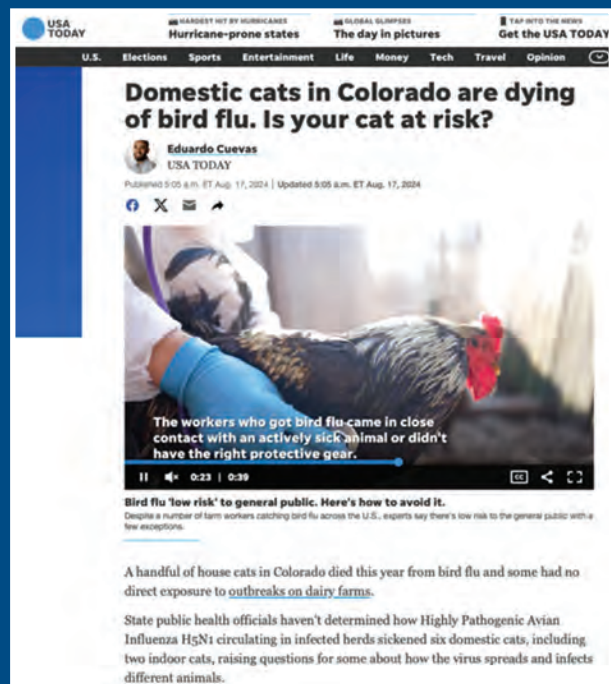 USA TODAY
HARDEST HIT BY HURRICANES
Hurricane-prone states
GLOBAL GLIMPSES
The day in pictures
TAP INTO THE NEWS
Get the USA TODAY
U.S. Elections Sports Entertainment Life Money Tech Travel Opinion
Domestic cats in Colorado are dying
of bird flu. Is your cat at risk?
Eduardo Cuevas
USA TODAY
Published 5:05 a.m. ET Aug. 17, 2024 | Updated 5:05 a.m. ET Aug. 17, 2024
The workers who got bird flu came in close
contact with an actively sick animal or didn't
have the right protective gear.
0:23 | 0:39
CC
Bird flu 'low risk' to general public. Here's how to avoid it.
Despite a number of farm workers catching bird flu across the U.S., experts say there's low risk to the general public with a
few exceptions.
A handful of house cats in Colorado died this year from bird flu and some had no
direct exposure to outbreaks on dairy farms.
State public health officials haven't determined how Highly Pathogenic Avian
Influenza H5N1 circulating in infected herds sickened six domestic cats, including
two indoor cats, raising questions for some about how the virus spreads and infects
different animals.